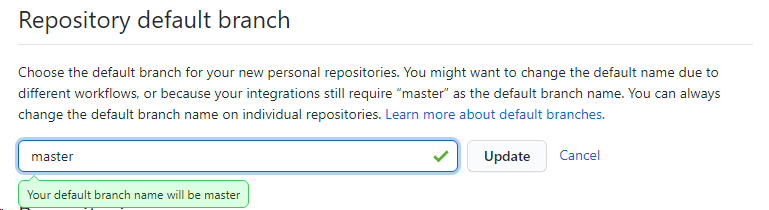 Repository default branch
Choose the default branch for your new personal repositories. You might want to change the default name due to
different workflows, or because your integrations still require “master” as the default branch name. You can always
change the default branch name on individual repositories. Learn more about default branches.
master
Update
Cancel
Your default branch name will be master